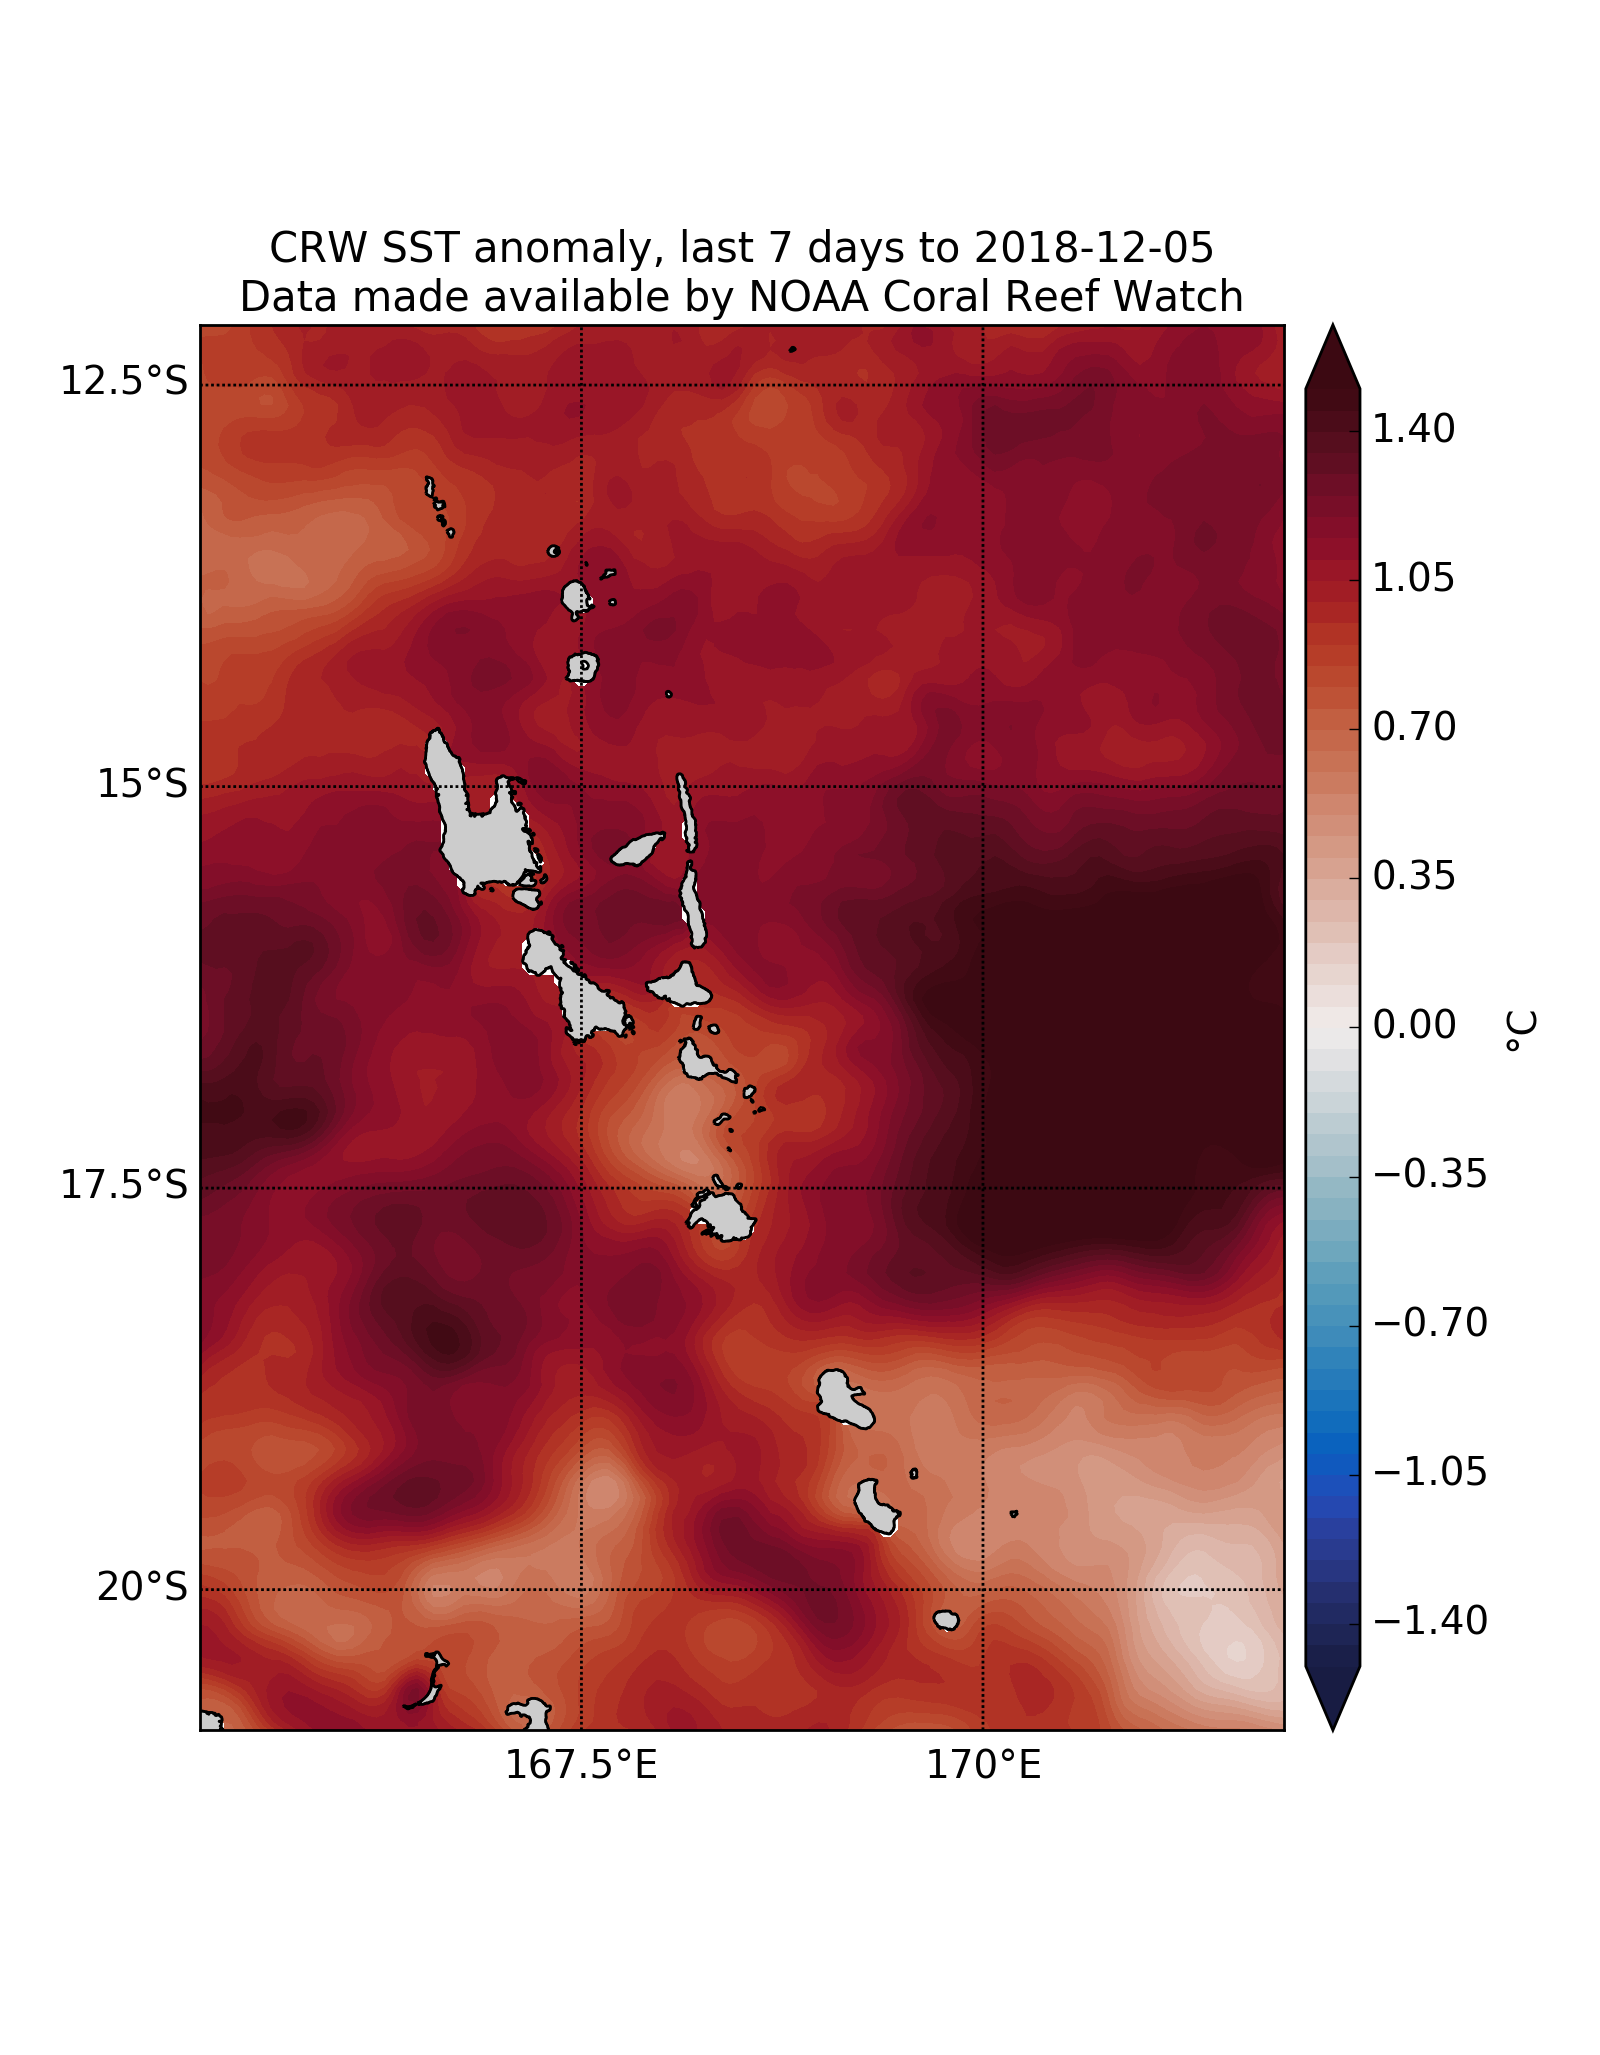 CRW SST anomaly, last 7 days to 2018-12-05
Data made available by NOAA Coral Reef Watch
12.5°S
15°S
17.5°S
20°S
167.5°E
170°E
1.40
1.05
0.70
0.35
0.00
−0.35
−0.70
−1.05
−1.40
°C